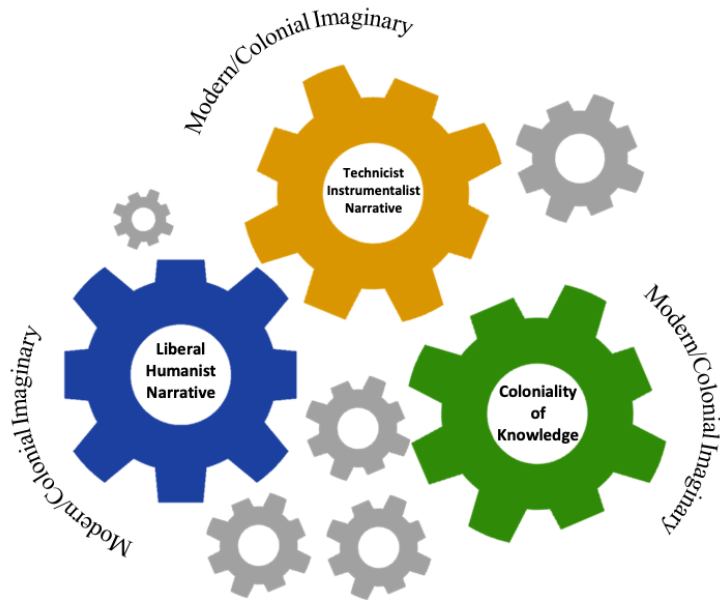 Modern/Colonial Imaginary
Technicist
Instrumentalist
Narrative
Modern/Colonial Imaginary
Liberal
Humanist
Narrative
Coloniality
of
Knowledge
Modern/Colonial Imaginary